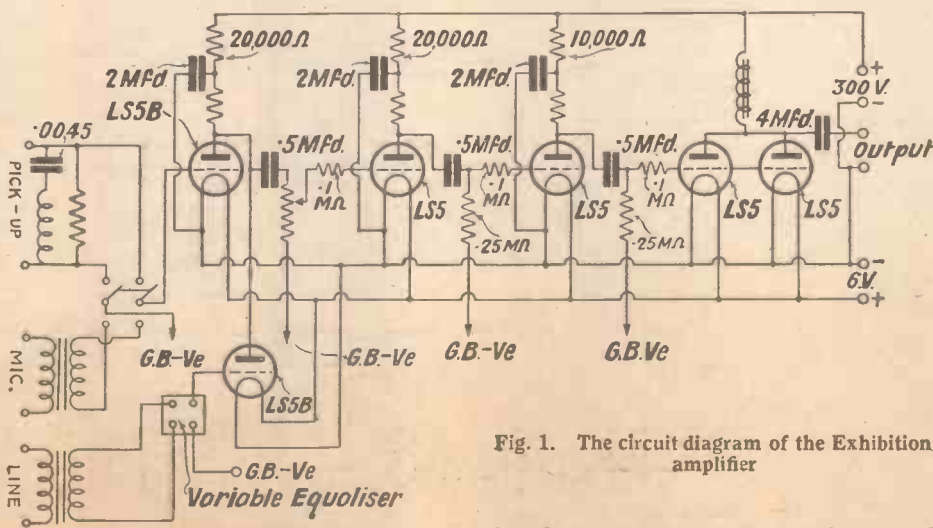 20,000Ω
20,000Ω
10,000Ω
2Mfd.
2Mfd.
2Mfd.
LS5B
.0045
PICK-UP
.5Mfd.
.5Mfd.
.5Mfd.
4Mfd.
+
300 V.
-
Output
.1 MΩ
.1 MΩ
.1 MΩ
LS5
LS5
LS5
LS5
.25MΩ
.25MΩ
-
6V.
+
G.B.-Ve
G.B.-Ve
G.B.-Ve
G.B.Ve
MIC.
LS5B
LINE
G.B.-Ve
Variable Equaliser
Fig. 1. The circuit diagram of the Exhibition
amplifier